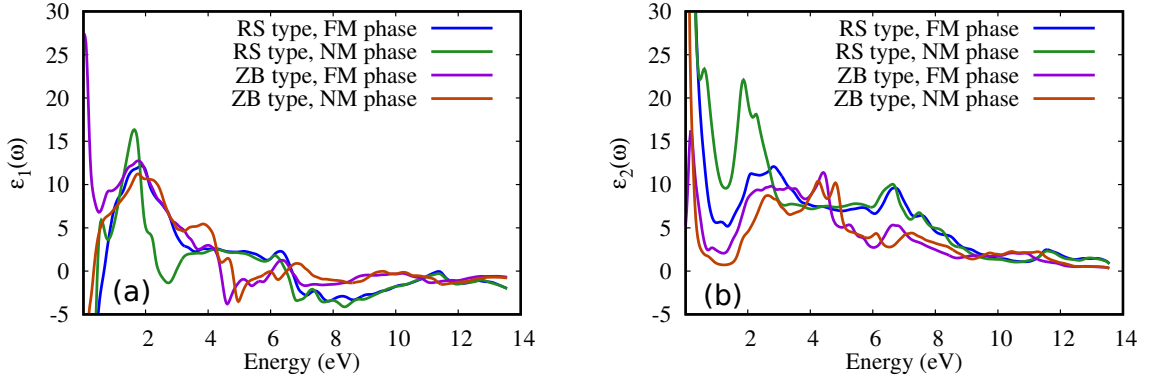 30
25
20
15
10
5
0
-5
ε1(ω)
RS type, FM phase
RS type, NM phase
ZB type, FM phase
ZB type, NM phase
(a)
2 4 6 8 10 12 14
Energy (eV)
30
25
20
15
10
5
0
-5
ε2(ω)
RS type, FM phase
RS type, NM phase
ZB type, FM phase
ZB type, NM phase
(b)
2 4 6 8 10 12 14
Energy (eV)